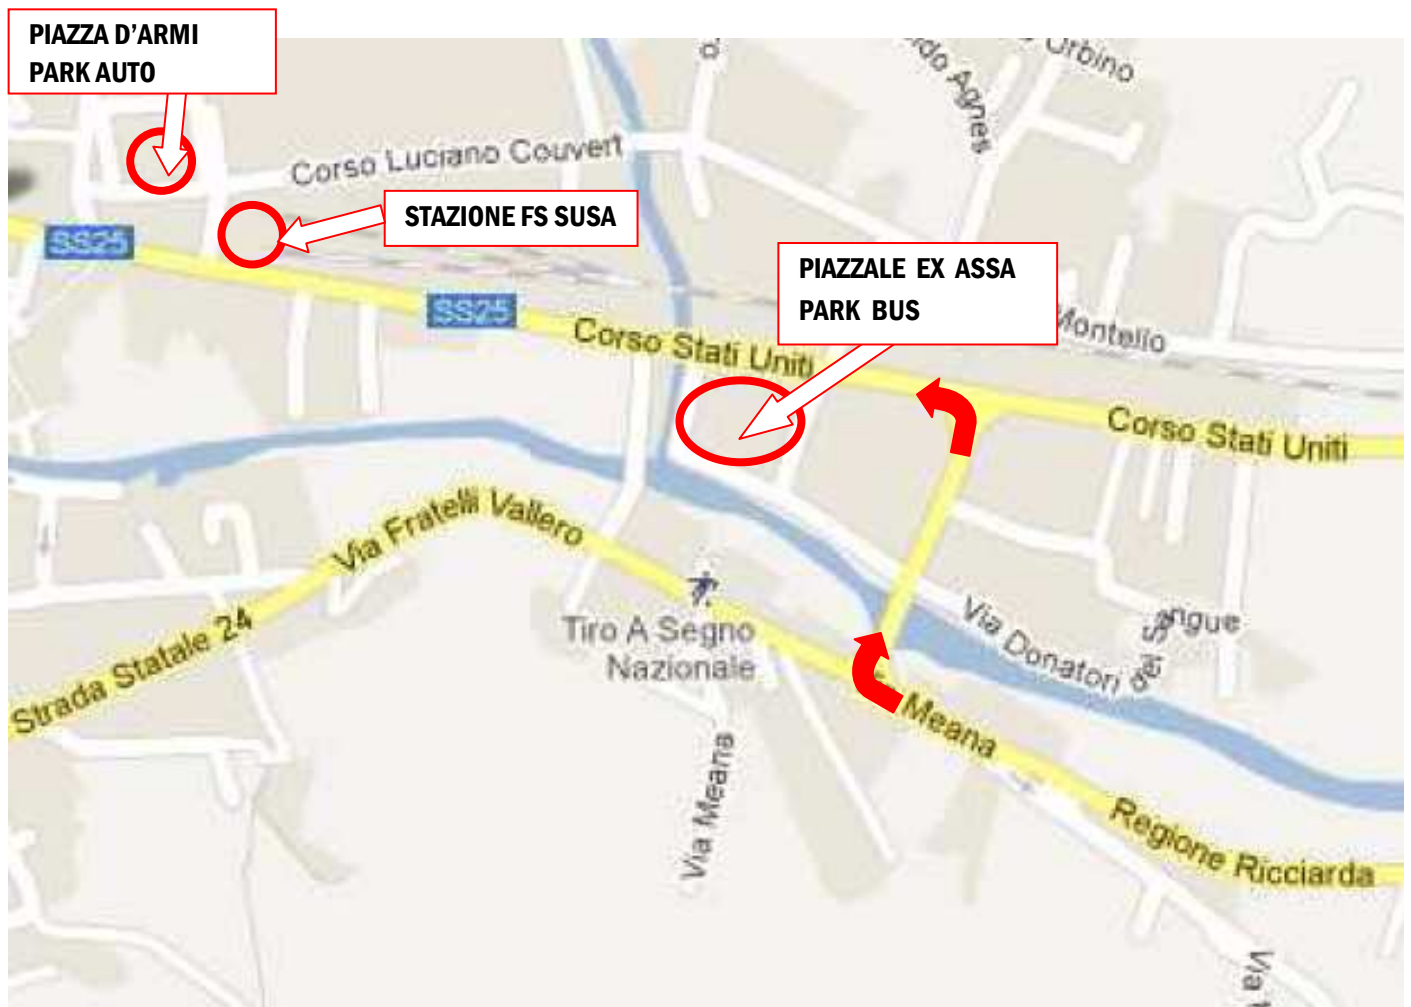 PIAZZA D'ARMI
PARK AUTO
Urbino
Agnes
Corso Luciano Couvert
STAZIONE FS SUSA
SS25
PIAZZALE EX ASSA
PARK BUS
SS25
Montello
Corso Stati Uniti
Corso Stati Uniti
Via Fratelli Vallero
Strada Statale 24
Tiro A Segno
Nazionale
Via Donatori del Sangue
Meana
Via Meana
Regione Ricciarda
Via